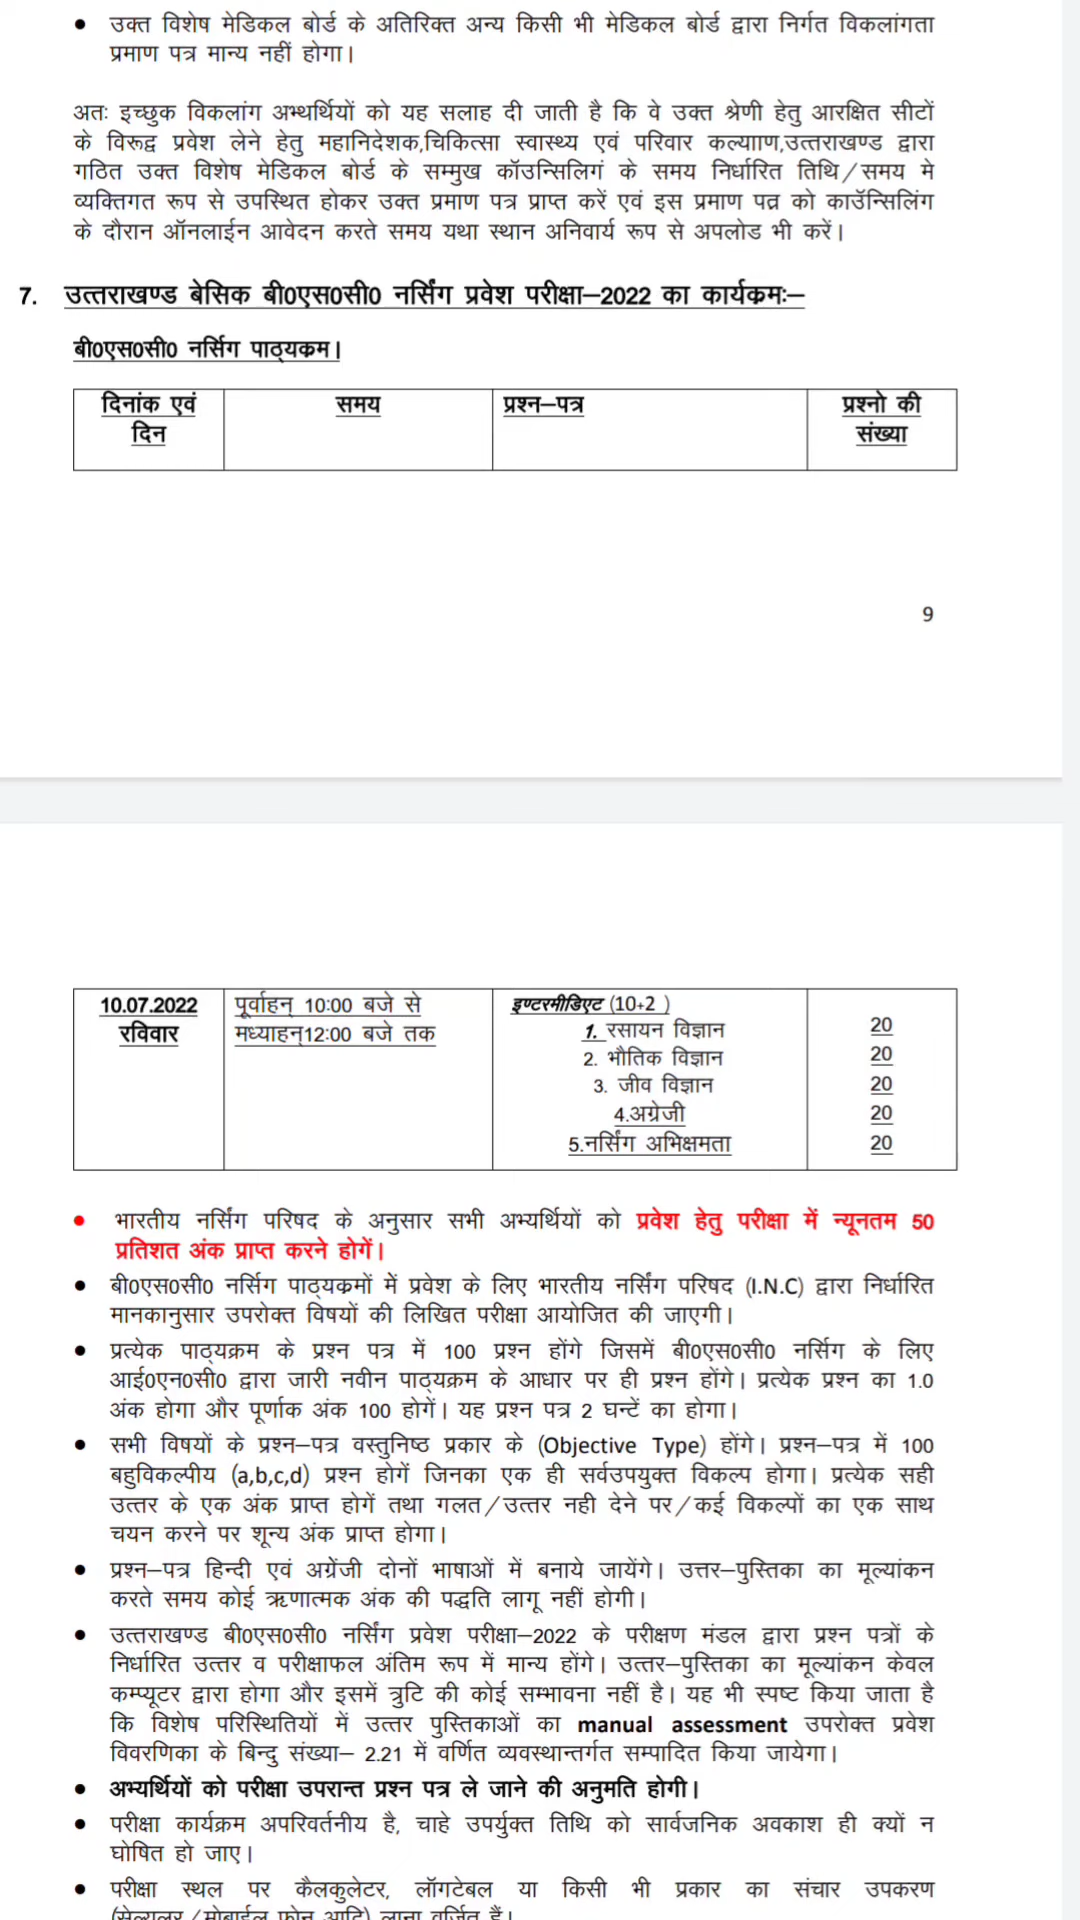 • उक्त विशेष मेडिकल बोर्ड के अतिरिक्त अन्य किसी भी मेडिकल बोर्ड द्वारा निर्गत विकलांगता
प्रमाण पत्र मान्य नहीं होगा।
अतः इच्छुक विकलांग अभ्यर्थियों को यह सलाह दी जाती है कि वे उक्त श्रेणी हेतु आरक्षित सीटों
के विरूद्व प्रवेश लेने हेतु महानिदेशक,चिकित्सा स्वास्थ्य एवं परिवार कल्यााण,उत्तराखण्ड द्वारा
गठित उक्त विशेष मेडिकल बोर्ड के सम्मुख कॉउन्सिलिगं के समय निर्धारित तिथि/समय मे
व्यक्तिगत रूप से उपस्थित होकर उक्त प्रमाण पत्र प्राप्त करें एवं इस प्रमाण पत्र को काउॅन्सिलिंग
के दौरान ऑनलाईन आवेदन करते समय यथा स्थान अनिवार्य रूप से अपलोड भी करें।
7. उत्तराखण्ड बेसिक बी0एस0सी0 नर्सिंग प्रवेश परीक्षा–2022 का कार्यक्रमः–
बी0एस0सी0 नर्सिग पाठ्यक्रम।
दिनांक एवं समय प्रश्न–पत्र प्रश्नो की
दिन संख्या
9
10.07.2022 पूर्वाहन् 10:00 बजे से इण्टरमीडिएट (10+2 )
रविवार मध्याहन्12:00 बजे तक 1. रसायन विज्ञान 20
2. भौतिक विज्ञान 20
3. जीव विज्ञान 20
4.अग्रेजी 20
5.नर्सिंग अभिक्षमता 20
• भारतीय नर्सिंग परिषद के अनुसार सभी अभ्यर्थियों को प्रवेश हेतु परीक्षा में न्यूनतम 50
प्रतिशत अंक प्राप्त करने होगें।
• बी0एस0सी0 नर्सिग पाठ्यक्रमों में प्रवेश के लिए भारतीय नर्सिंग परिषद (I.N.C) द्वारा निर्धारित
मानकानुसार उपरोक्त विषयों की लिखित परीक्षा आयोजित की जाएगी।
• प्रत्येक पाठ्यक्रम के प्रश्न पत्र में 100 प्रश्न होंगे जिसमें बी0एस0सी0 नर्सिग के लिए
आई0एन0सी0 द्वारा जारी नवीन पाठ्यक्रम के आधार पर ही प्रश्न होंगे। प्रत्येक प्रश्न का 1.0
अंक होगा और पूर्णाक अंक 100 होगें। यह प्रश्न पत्र 2 घन्टें का होगा।
• सभी विषयों के प्रश्न–पत्र वस्तुनिष्ठ प्रकार के (Objective Type) होंगे। प्रश्न–पत्र में 100
बहुविकल्पीय (a,b,c,d) प्रश्न होगें जिनका एक ही सर्वउपयुक्त विकल्प होगा। प्रत्येक सही
उत्तर के एक अंक प्राप्त होगें तथा गलत/उत्तर नही देने पर/कई विकल्पों का एक साथ
चयन करने पर शून्य अंक प्राप्त होगा।
• प्रश्न–पत्र हिन्दी एवं अग्रेंजी दोनों भाषाओं में बनाये जायेंगे। उत्तर–पुस्तिका का मूल्यांकन
करते समय कोई ऋणात्मक अंक की पद्धति लागू नहीं होगी।
• उत्तराखण्ड बी0एस0सी0 नर्सिंग प्रवेश परीक्षा–2022 के परीक्षण मंडल द्वारा प्रश्न पत्रों के
निर्धारित उत्तर व परीक्षाफल अंतिम रूप में मान्य होंगे। उत्तर–पुस्तिका का मूल्यांकन केवल
कम्प्यूटर द्वारा होगा और इसमें त्रुटि की कोई सम्भावना नहीं है। यह भी स्पष्ट किया जाता है
कि विशेष परिस्थितियों में उत्तर पुस्तिकाओं का manual assessment उपरोक्त प्रवेश
विवरणिका के बिन्दु संख्या– 2.21 में वर्णित व्यवस्थान्तर्गत सम्पादित किया जायेगा।
• अभ्यर्थियों को परीक्षा उपरान्त प्रश्न पत्र ले जाने की अनुमति होगी।
• परीक्षा कार्यक्रम अपरिवर्तनीय है, चाहे उपर्युक्त तिथि को सार्वजनिक अवकाश ही क्यों न
घोषित हो जाए।
• परीक्षा स्थल पर कैलकुलेटर, लॉगटेबल या किसी भी प्रकार का संचार उपकरण
(सेल्यूलर/मोबाईल फोन आदि) लाना वर्जित हैं।